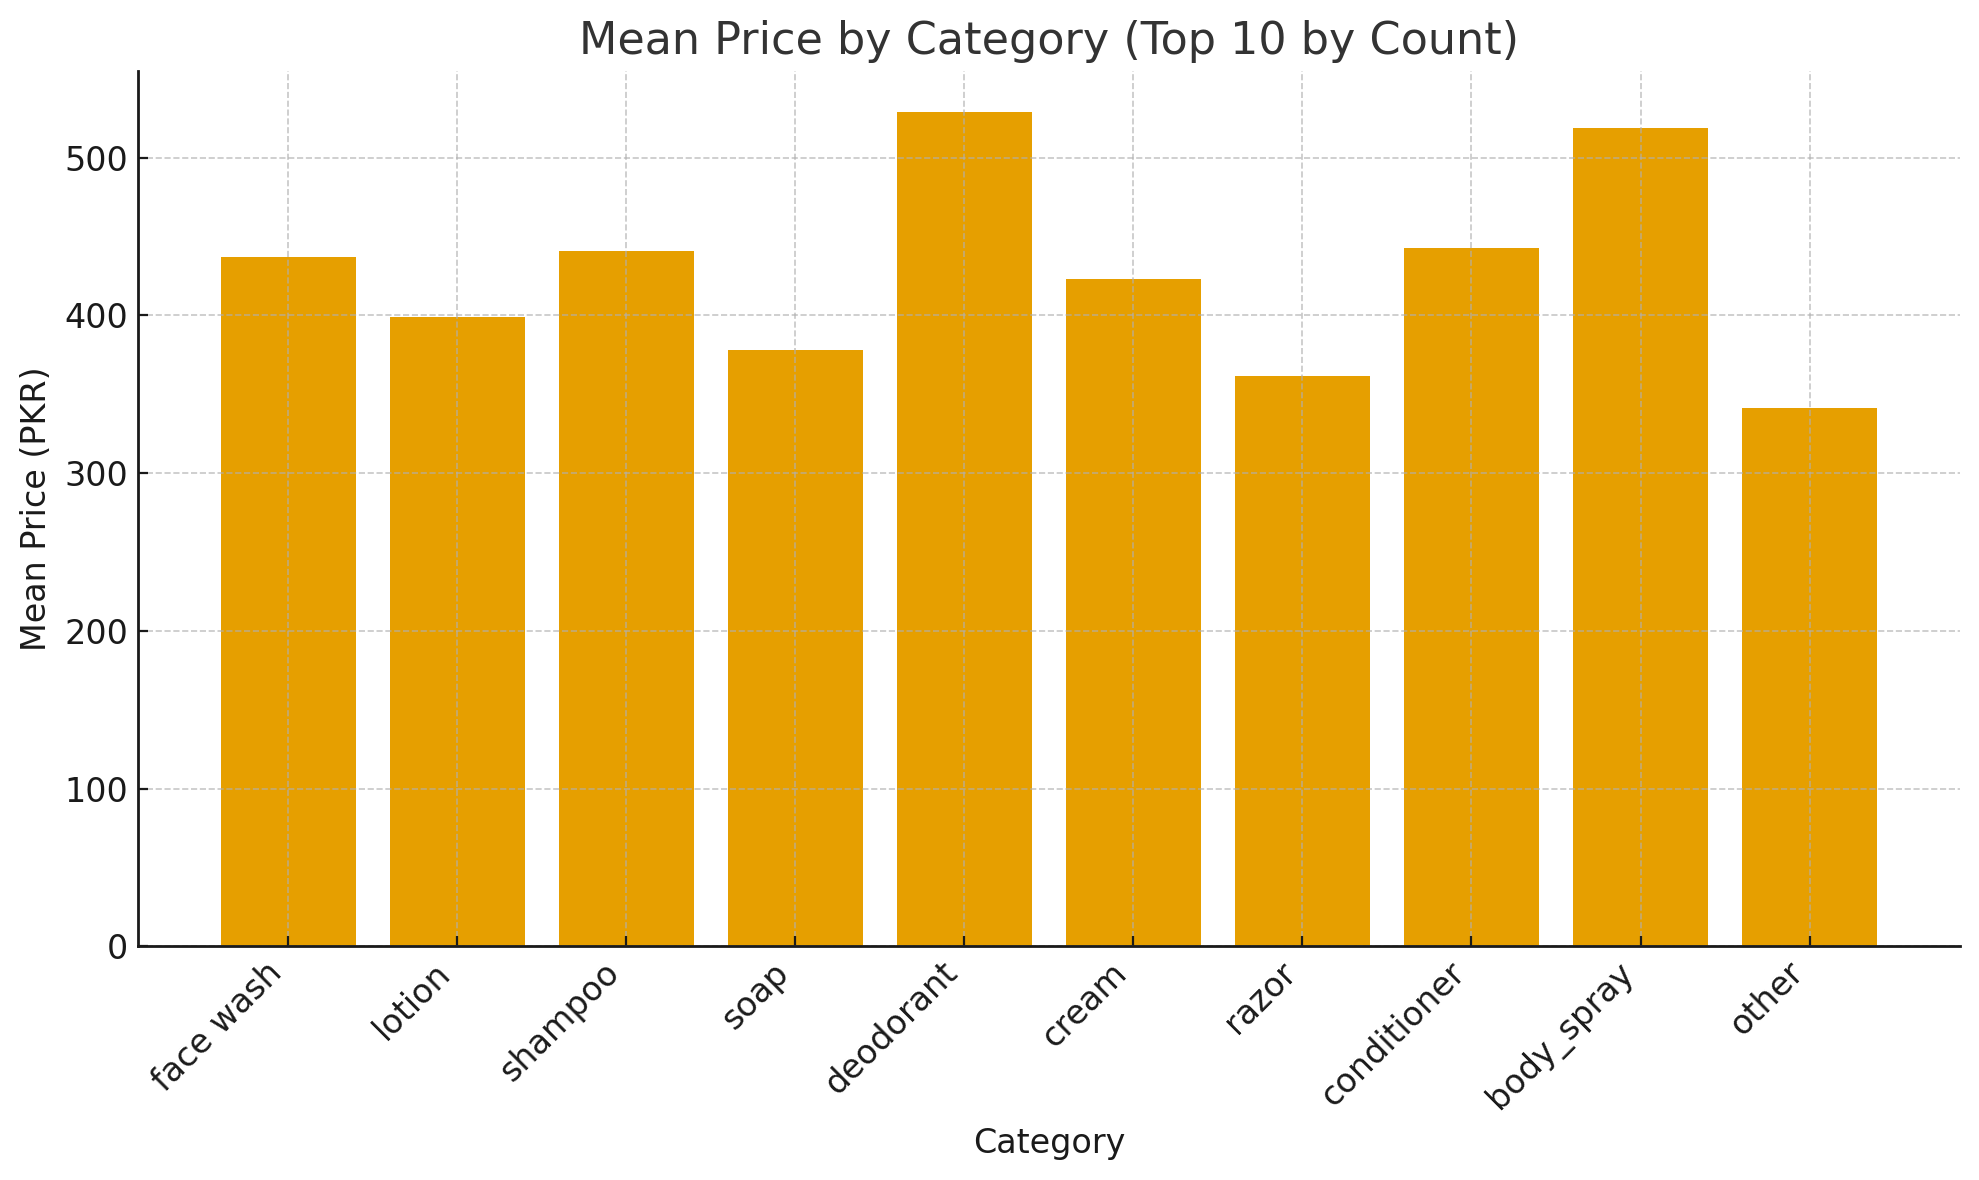 Mean Price by Category (Top 10 by Count)
Mean Price (PKR)
500
400
300
200
100
0
face wash
lotion
shampoo
soap
deodorant
cream
razor
conditioner
body_spray
other
Category